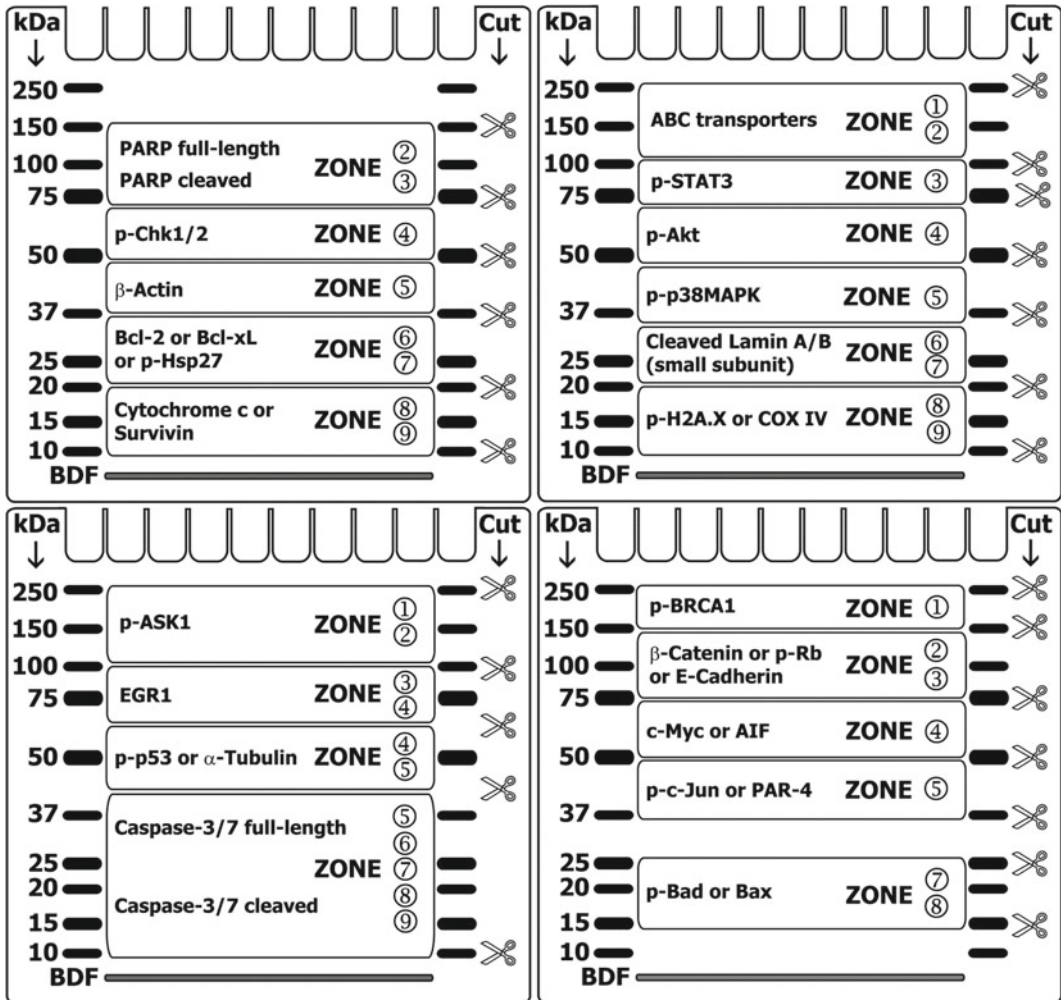 kDa Cut
250
150
PARP full-length ZONE ②
100
PARP cleaved ③
75
p-Chk1/2 ZONE ④
50
β-Actin ZONE ⑤
37
Bcl-2 or Bcl-xL ZONE ⑥
or p-Hsp27 ⑦
25
20
Cytochrome c or ZONE ⑧
Survivin ⑨
15
10
BDF
kDa Cut
250
ABC transporters ZONE ①
②
150
100
p-STAT3 ZONE ③
75
p-Akt ZONE ④
50
p-p38MAPK ZONE ⑤
37
Cleaved Lamin A/B ZONE ⑥
(small subunit) ⑦
25
20
p-H2A.X or COX IV ZONE ⑧
⑨
15
10
BDF
kDa Cut
250
p-ASK1 ZONE ①
②
150
100
EGR1 ZONE ③
④
75
p-p53 or α-Tubulin ZONE ④
⑤
50
37
Caspase-3/7 full-length ⑤
⑥
25
ZONE ⑦
20
Caspase-3/7 cleaved ⑧
⑨
15
10
BDF
kDa Cut
250
p-BRCA1 ZONE ①
150
β-Catenin or p-Rb ZONE ②
or E-Cadherin ③
100
75
c-Myc or AIF ZONE ④
50
p-c-Jun or PAR-4 ZONE ⑤
37
25
p-Bad or Bax ZONE ⑦
⑧
20
15
10
BDF